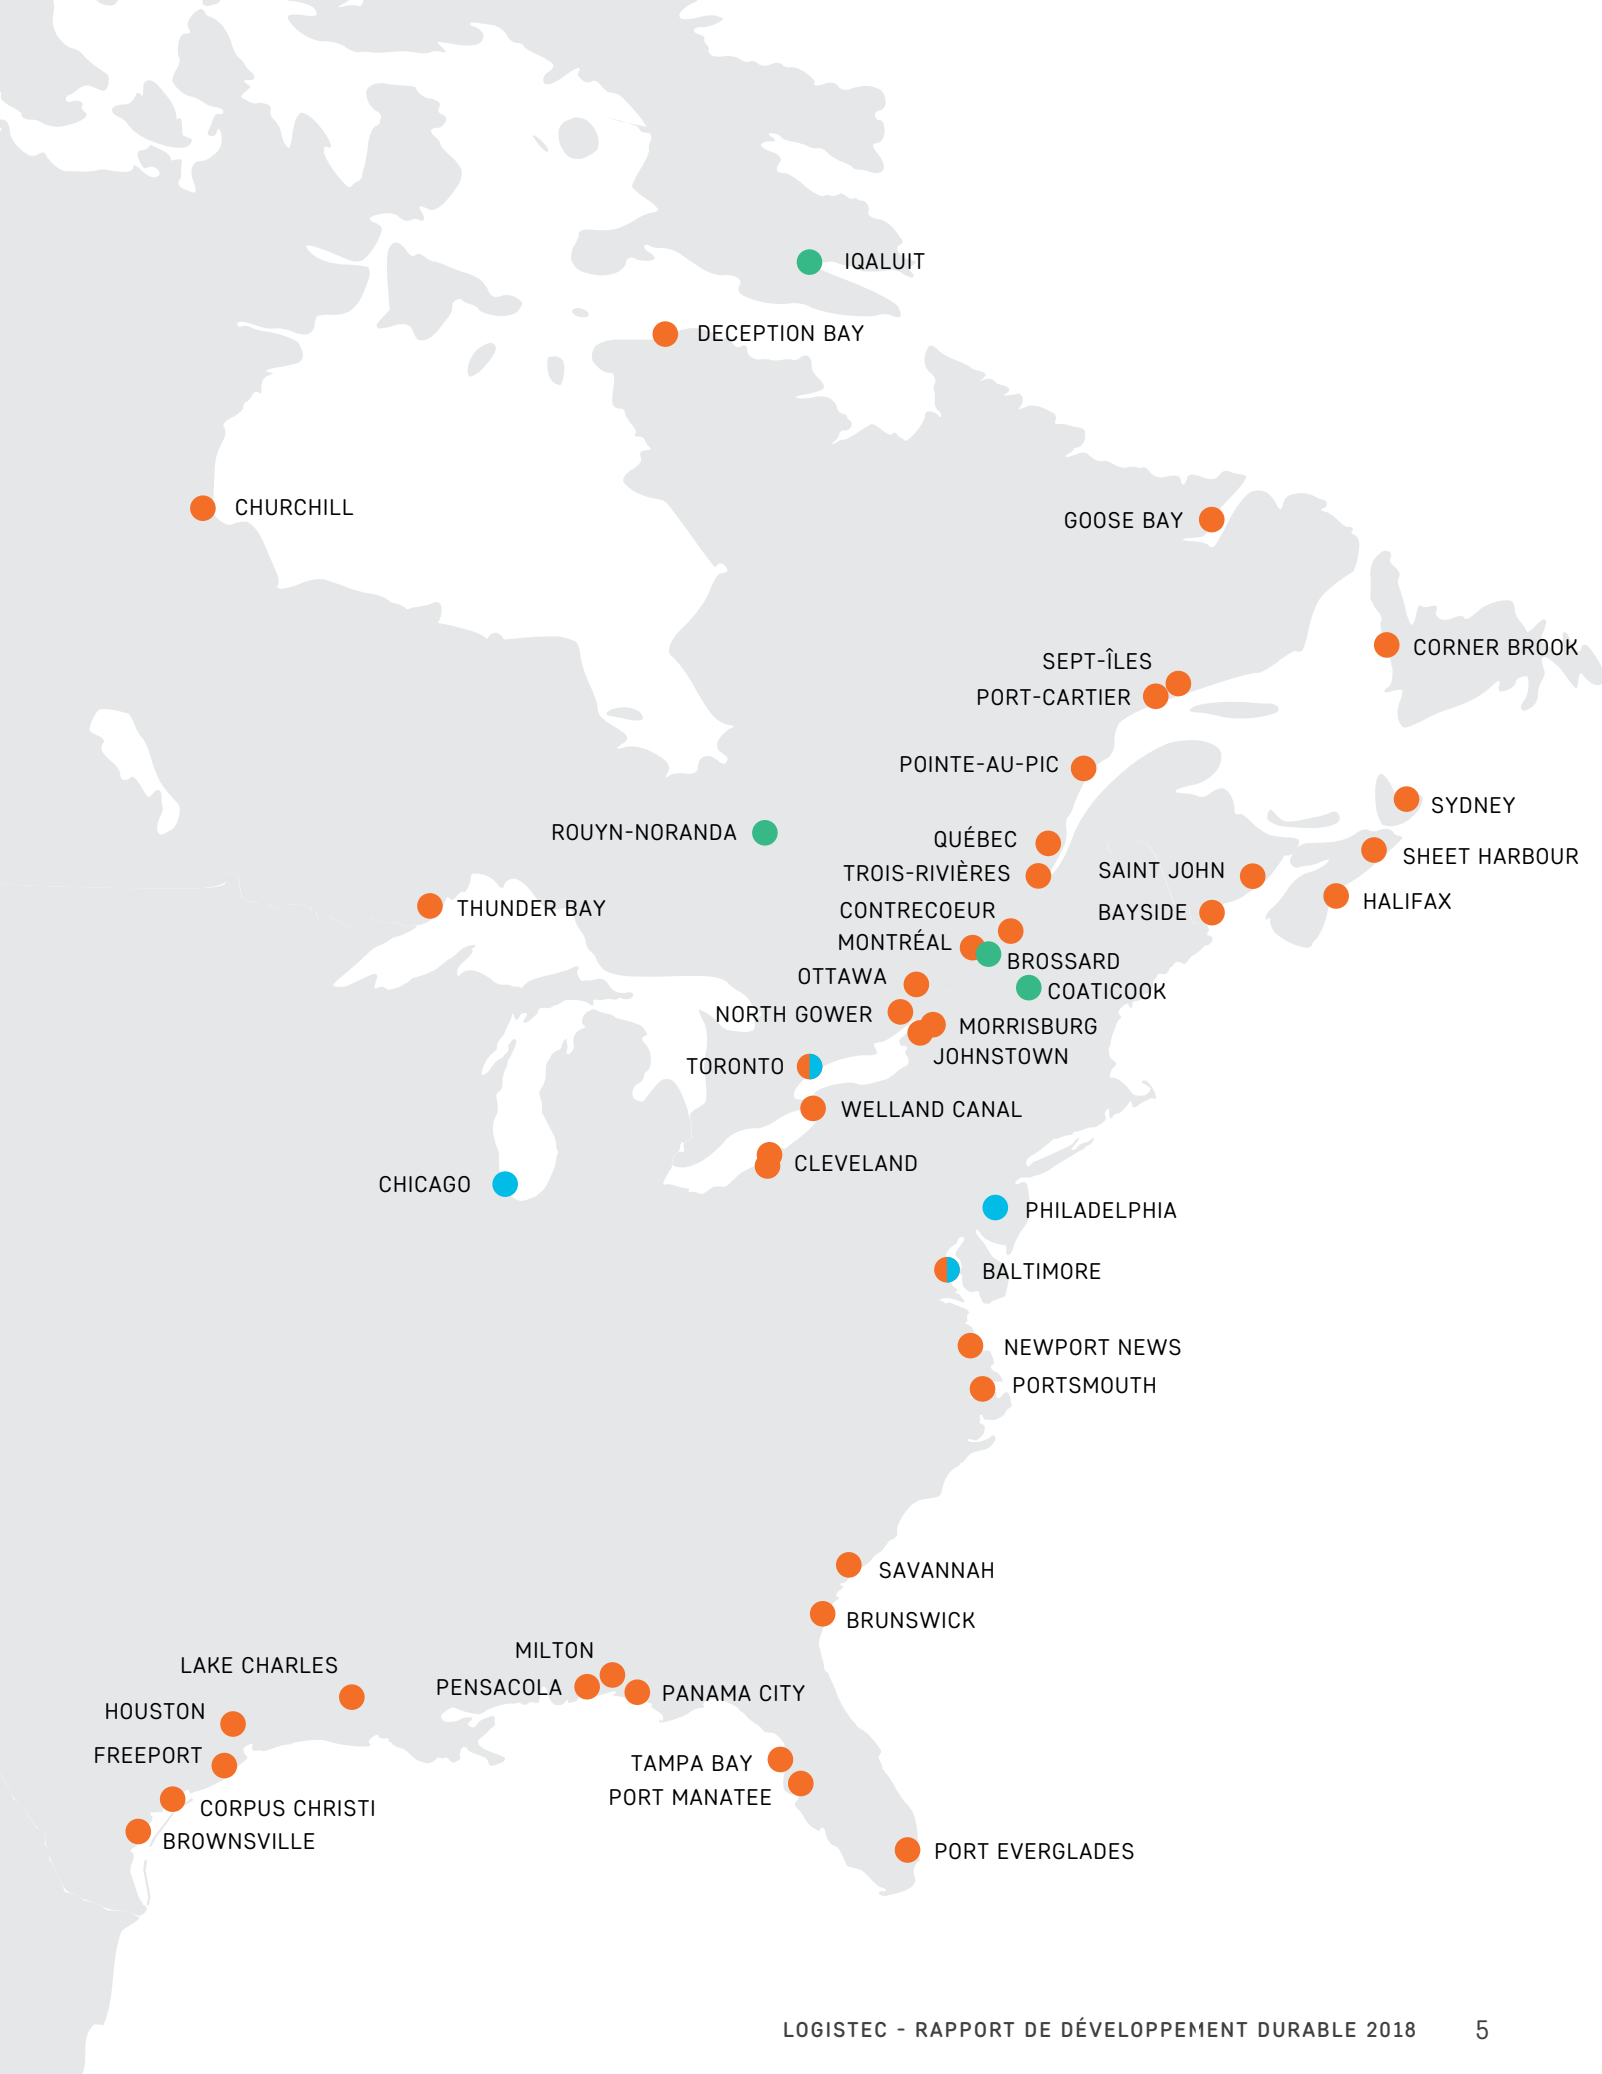 IQALUIT
DECEPTION BAY
CHURCHILL
GOOSE BAY
CORNER BROOK
SEPT-ÎLES
PORT-CARTIER
POINTE-AU-PIC
SYDNEY
ROUYN-NORANDA
QUÉBEC
SHEET HARBOUR
TROIS-RIVIÈRES
SAINT JOHN
HALIFAX
THUNDER BAY
CONTRECOEUR
BAYSIDE
MONTRÉAL
BROSSARD
OTTAWA
COATICOOK
NORTH GOWER
MORRISBURG
JOHNSTOWN
TORONTO
WELLAND CANAL
CLEVELAND
CHICAGO
PHILADELPHIA
BALTIMORE
NEWPORT NEWS
PORTSMOUTH
SAVANNAH
BRUNSWICK
MILTON
LAKE CHARLES
PENSACOLA
PANAMA CITY
HOUSTON
FREEPORT
TAMPA BAY
PORT MANATEE
CORPUS CHRISTI
BROWNSVILLE
PORT EVERGLADES
LOGISTEC - RAPPORT DE DÉVELOPPEMENT DURABLE 2018 5